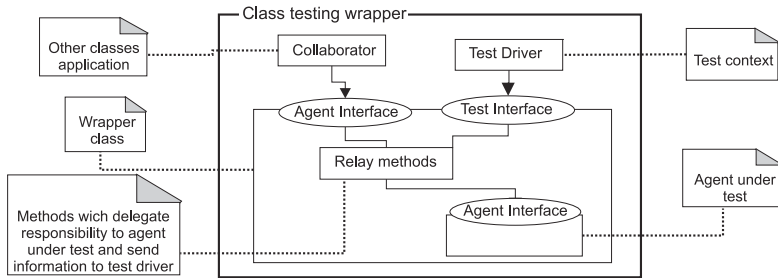 Class testing wrapper
Other classes
application
Collaborator
Test Driver
Test context
Wrapper
class
Agent Interface
Test Interface
Relay methods
Agent under
test
Methods wich delegate
responsibility to agent
under test and send
information to test driver
Agent Interface